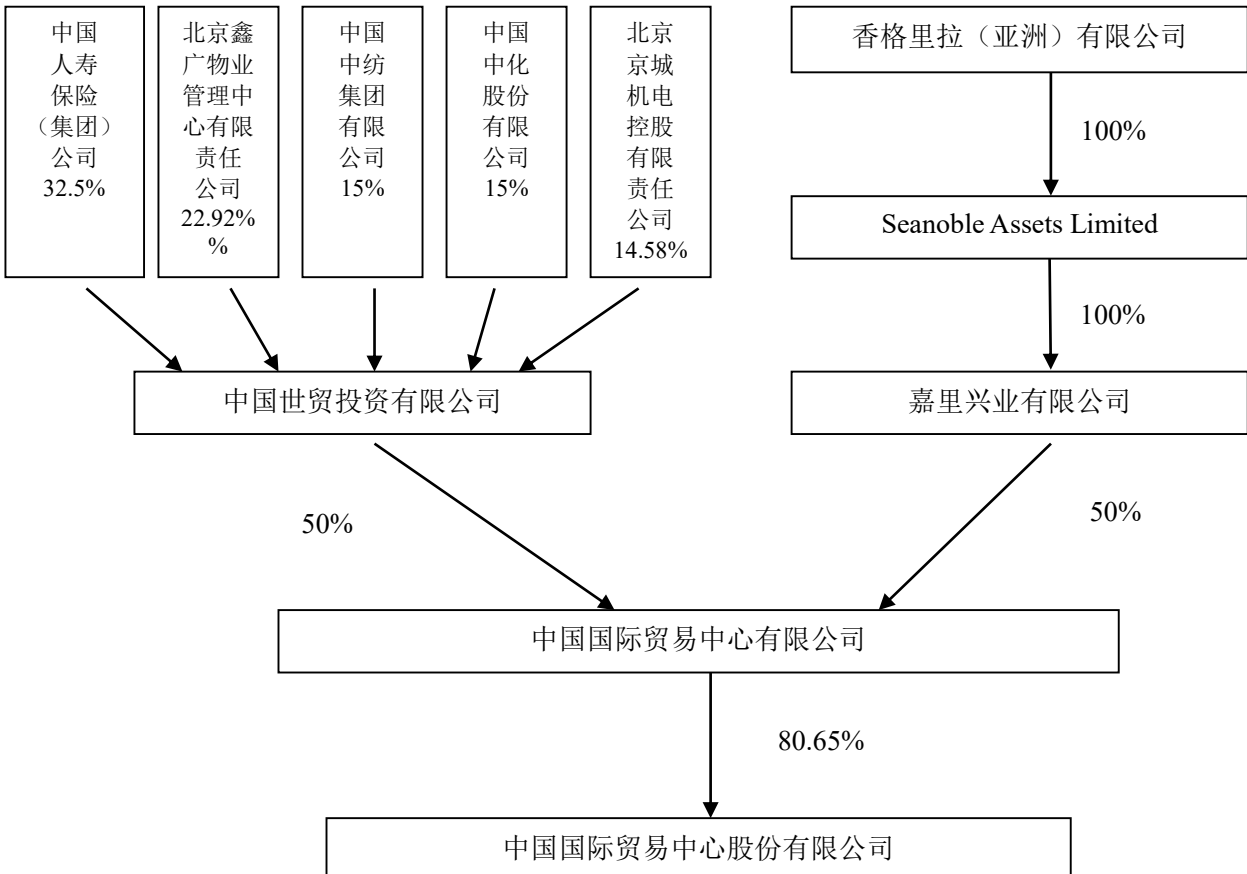 中国
人寿
保险
（集团）
公司
32.5%
北京鑫
广物业
管理中
心有限
责任
公司
22.92%
%
中国
中纺
集团
有限
公司
15%
中国
中化
股份
有限
公司
15%
北京
京城
机电
控股
有限
责任
公司
14.58%
香格里拉（亚洲）有限公司
100%
Seanoble Assets Limited
100%
中国世贸投资有限公司
嘉里兴业有限公司
50%
50%
中国国际贸易中心有限公司
80.65%
中国国际贸易中心股份有限公司